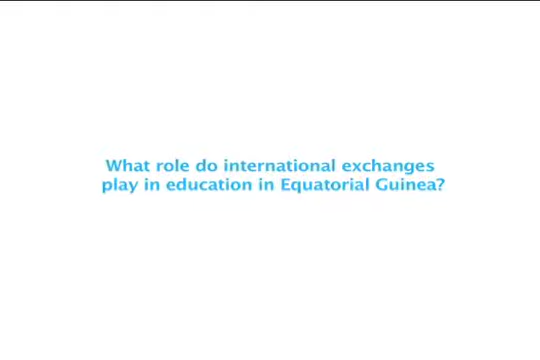 What role do international exchanges
play in education in Equatorial Guinea?